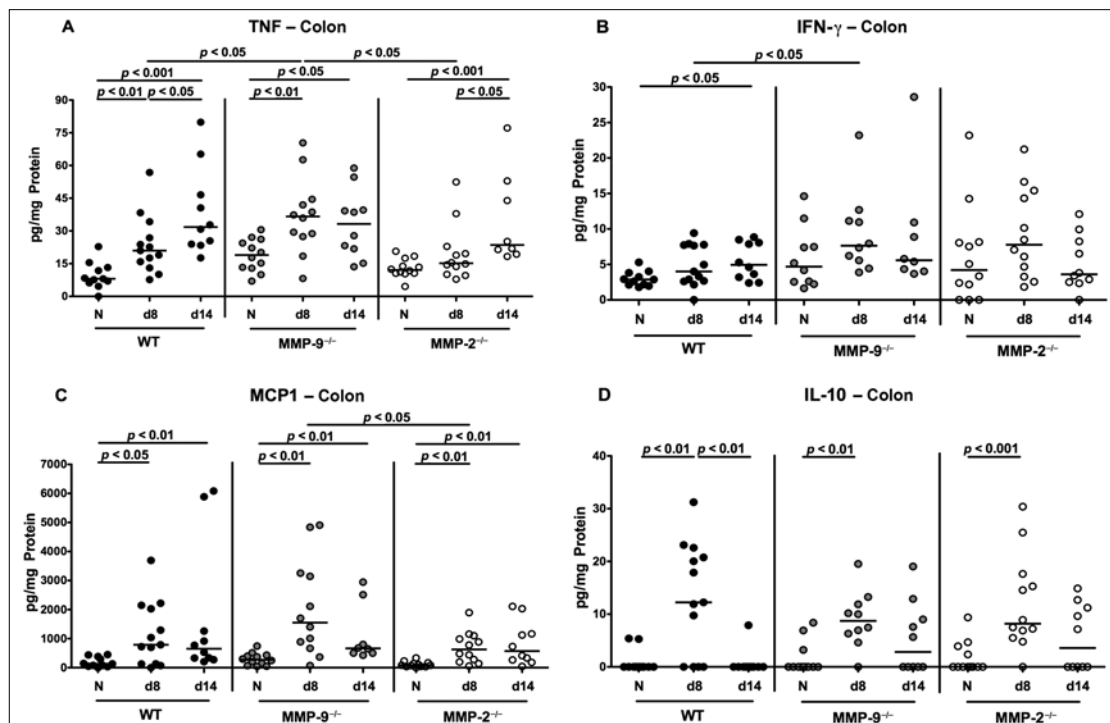 A
TNF – Colon
p < 0.05
p < 0.05
p < 0.001
p < 0.05
p < 0.001
p < 0.01
p < 0.05
p < 0.01
p < 0.05
90
75
60
45
30
15
0
pg/mg Protein
N
d8
d14
N
d8
d14
N
d8
d14
WT
MMP-9–/–
MMP-2–/–
B
IFN-γ – Colon
p < 0.05
p < 0.05
30
25
20
15
10
5
0
pg/mg Protein
N
d8
d14
N
d8
d14
N
d8
d14
WT
MMP-9–/–
MMP-2–/–
C
MCP1 – Colon
p < 0.05
p < 0.01
p < 0.01
p < 0.01
p < 0.05
p < 0.01
p < 0.01
7000
6000
5000
4000
3000
2000
1000
0
pg/mg Protein
N
d8
d14
N
d8
d14
N
d8
d14
WT
MMP-9–/–
MMP-2–/–
D
IL-10 – Colon
p < 0.01
p < 0.01
p < 0.01
p < 0.001
40
30
20
10
0
pg/mg Protein
N
d8
d14
N
d8
d14
N
d8
d14
WT
MMP-9–/–
MMP-2–/–